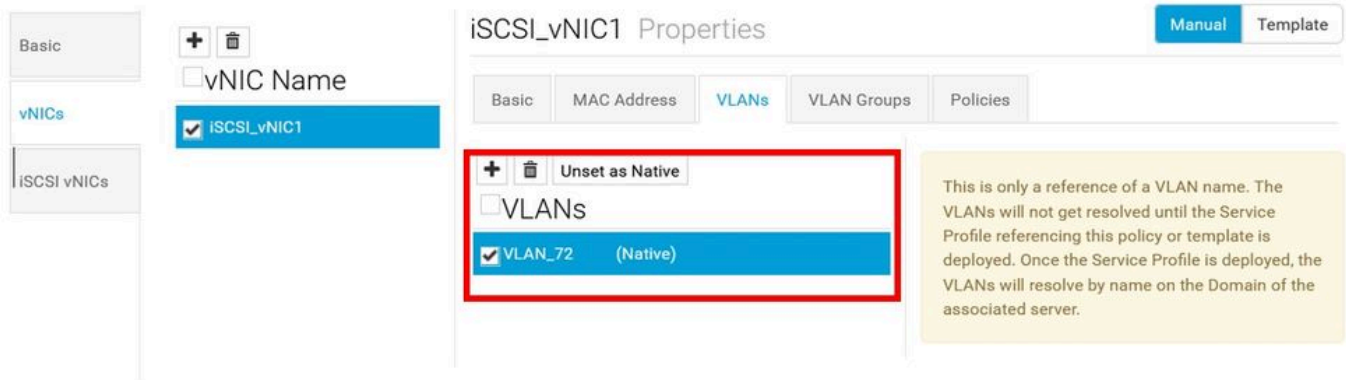 Basic
vNICs
iSCSI vNICs
vNIC Name
iSCSI_vNIC1
iSCSI_vNIC1 Properties
Manual Template
Basic MAC Address VLANs VLAN Groups Policies
Unset as Native
VLANs
VLAN_72 (Native)
This is only a reference of a VLAN name. The
VLANs will not get resolved until the Service
Profile referencing this policy or template is
deployed. Once the Service Profile is deployed, the
VLANs will resolve by name on the Domain of the
associated server.